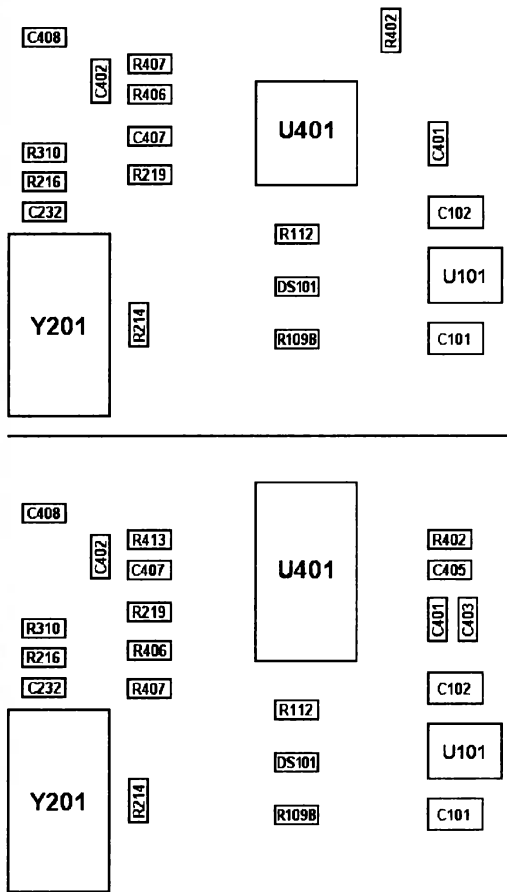 R402
C408
R407
C402
R406
U401
C407
C401
R310
R219
R216
C232
C102
R112
U101
DS101
Y201
R214
R109B
C101
C408
R413
R402
C402
C407
U401
C405
R219
C401
C403
R310
R406
R216
C232
R407
C102
R112
U101
DS101
Y201
R214
R109B
C101